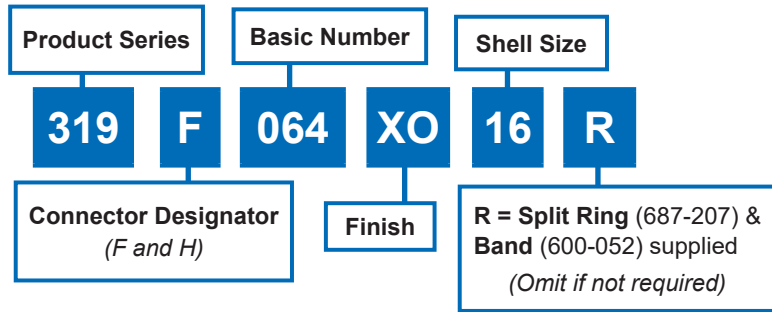 Product Series
Basic Number
Shell Size
319 F 064 XO 16 R
Connector Designator
(F and H)
Finish
R = Split Ring (687-207) &
Band (600-052) supplied
(Omit if not required)